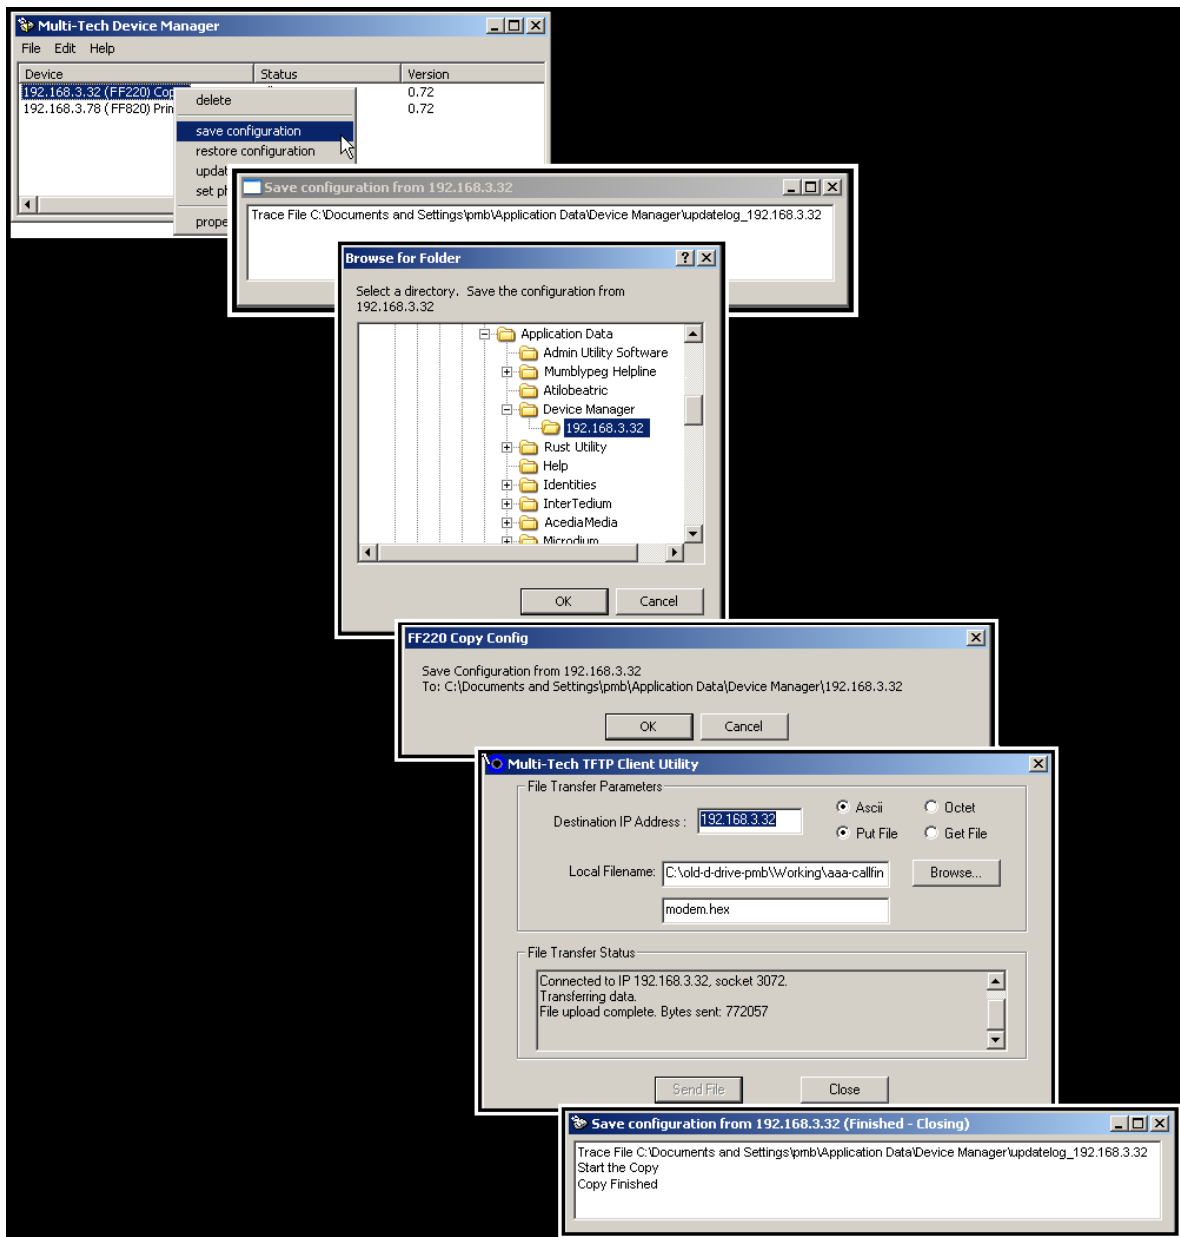 Multi-Tech Device Manager
File Edit Help
Device Status Version
192.168.3.32 (FF220) Cop 0.72
192.168.3.78 (FF820) Prin 0.72
delete
save configuration
restore configuration
updat
set ph
prope
Save configuration from 192.168.3.32
Trace File C:\Documents and Settings\pmb\Application Data\Device Manager\updatelog_192.168.3.32
Browse for Folder
Select a directory. Save the configuration from
192.168.3.32
Application Data
Admin Utility Software
Mumblypeg Helpline
Atilobeatric
Device Manager
192.168.3.32
Rust Utility
Help
Identities
InterTedium
AcediaMedia
Microdium
OK Cancel
FF220 Copy Config
Save Configuration from 192.168.3.32
To: C:\Documents and Settings\pmb\Application Data\Device Manager\192.168.3.32
OK Cancel
Multi-Tech TFTP Client Utility
File Transfer Parameters
Destination IP Address : 192.168.3.32
Ascii Octet
Put File Get File
Local Filename: C:\old-d-drive-pmb\Working\aaa-callfin Browse...
modem.hex
File Transfer Status
Connected to IP 192.168.3.32, socket 3072.
Transferring data.
File upload complete. Bytes sent: 772057
Send File Close
Save configuration from 192.168.3.32 (Finished - Closing)
Trace File C:\Documents and Settings\pmb\Application Data\Device Manager\updatelog_192.168.3.32
Start the Copy
Copy Finished